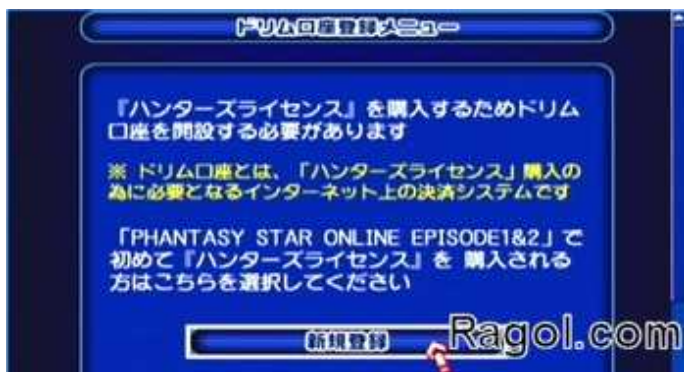 ドリム口座登録メニュー
『ハンターズライセンス』を購入するためドリム
口座を開設する必要があります
※ ドリム口座とは、「ハンターズライセンス」購入の
為に必要となるインターネット上の決済システムです
「PHANTASY STAR ONLINE EPISODE1&2」で
初めて『ハンターズライセンス』を 購入される
方はこちらを選択してください
新規登録
Ragol.com